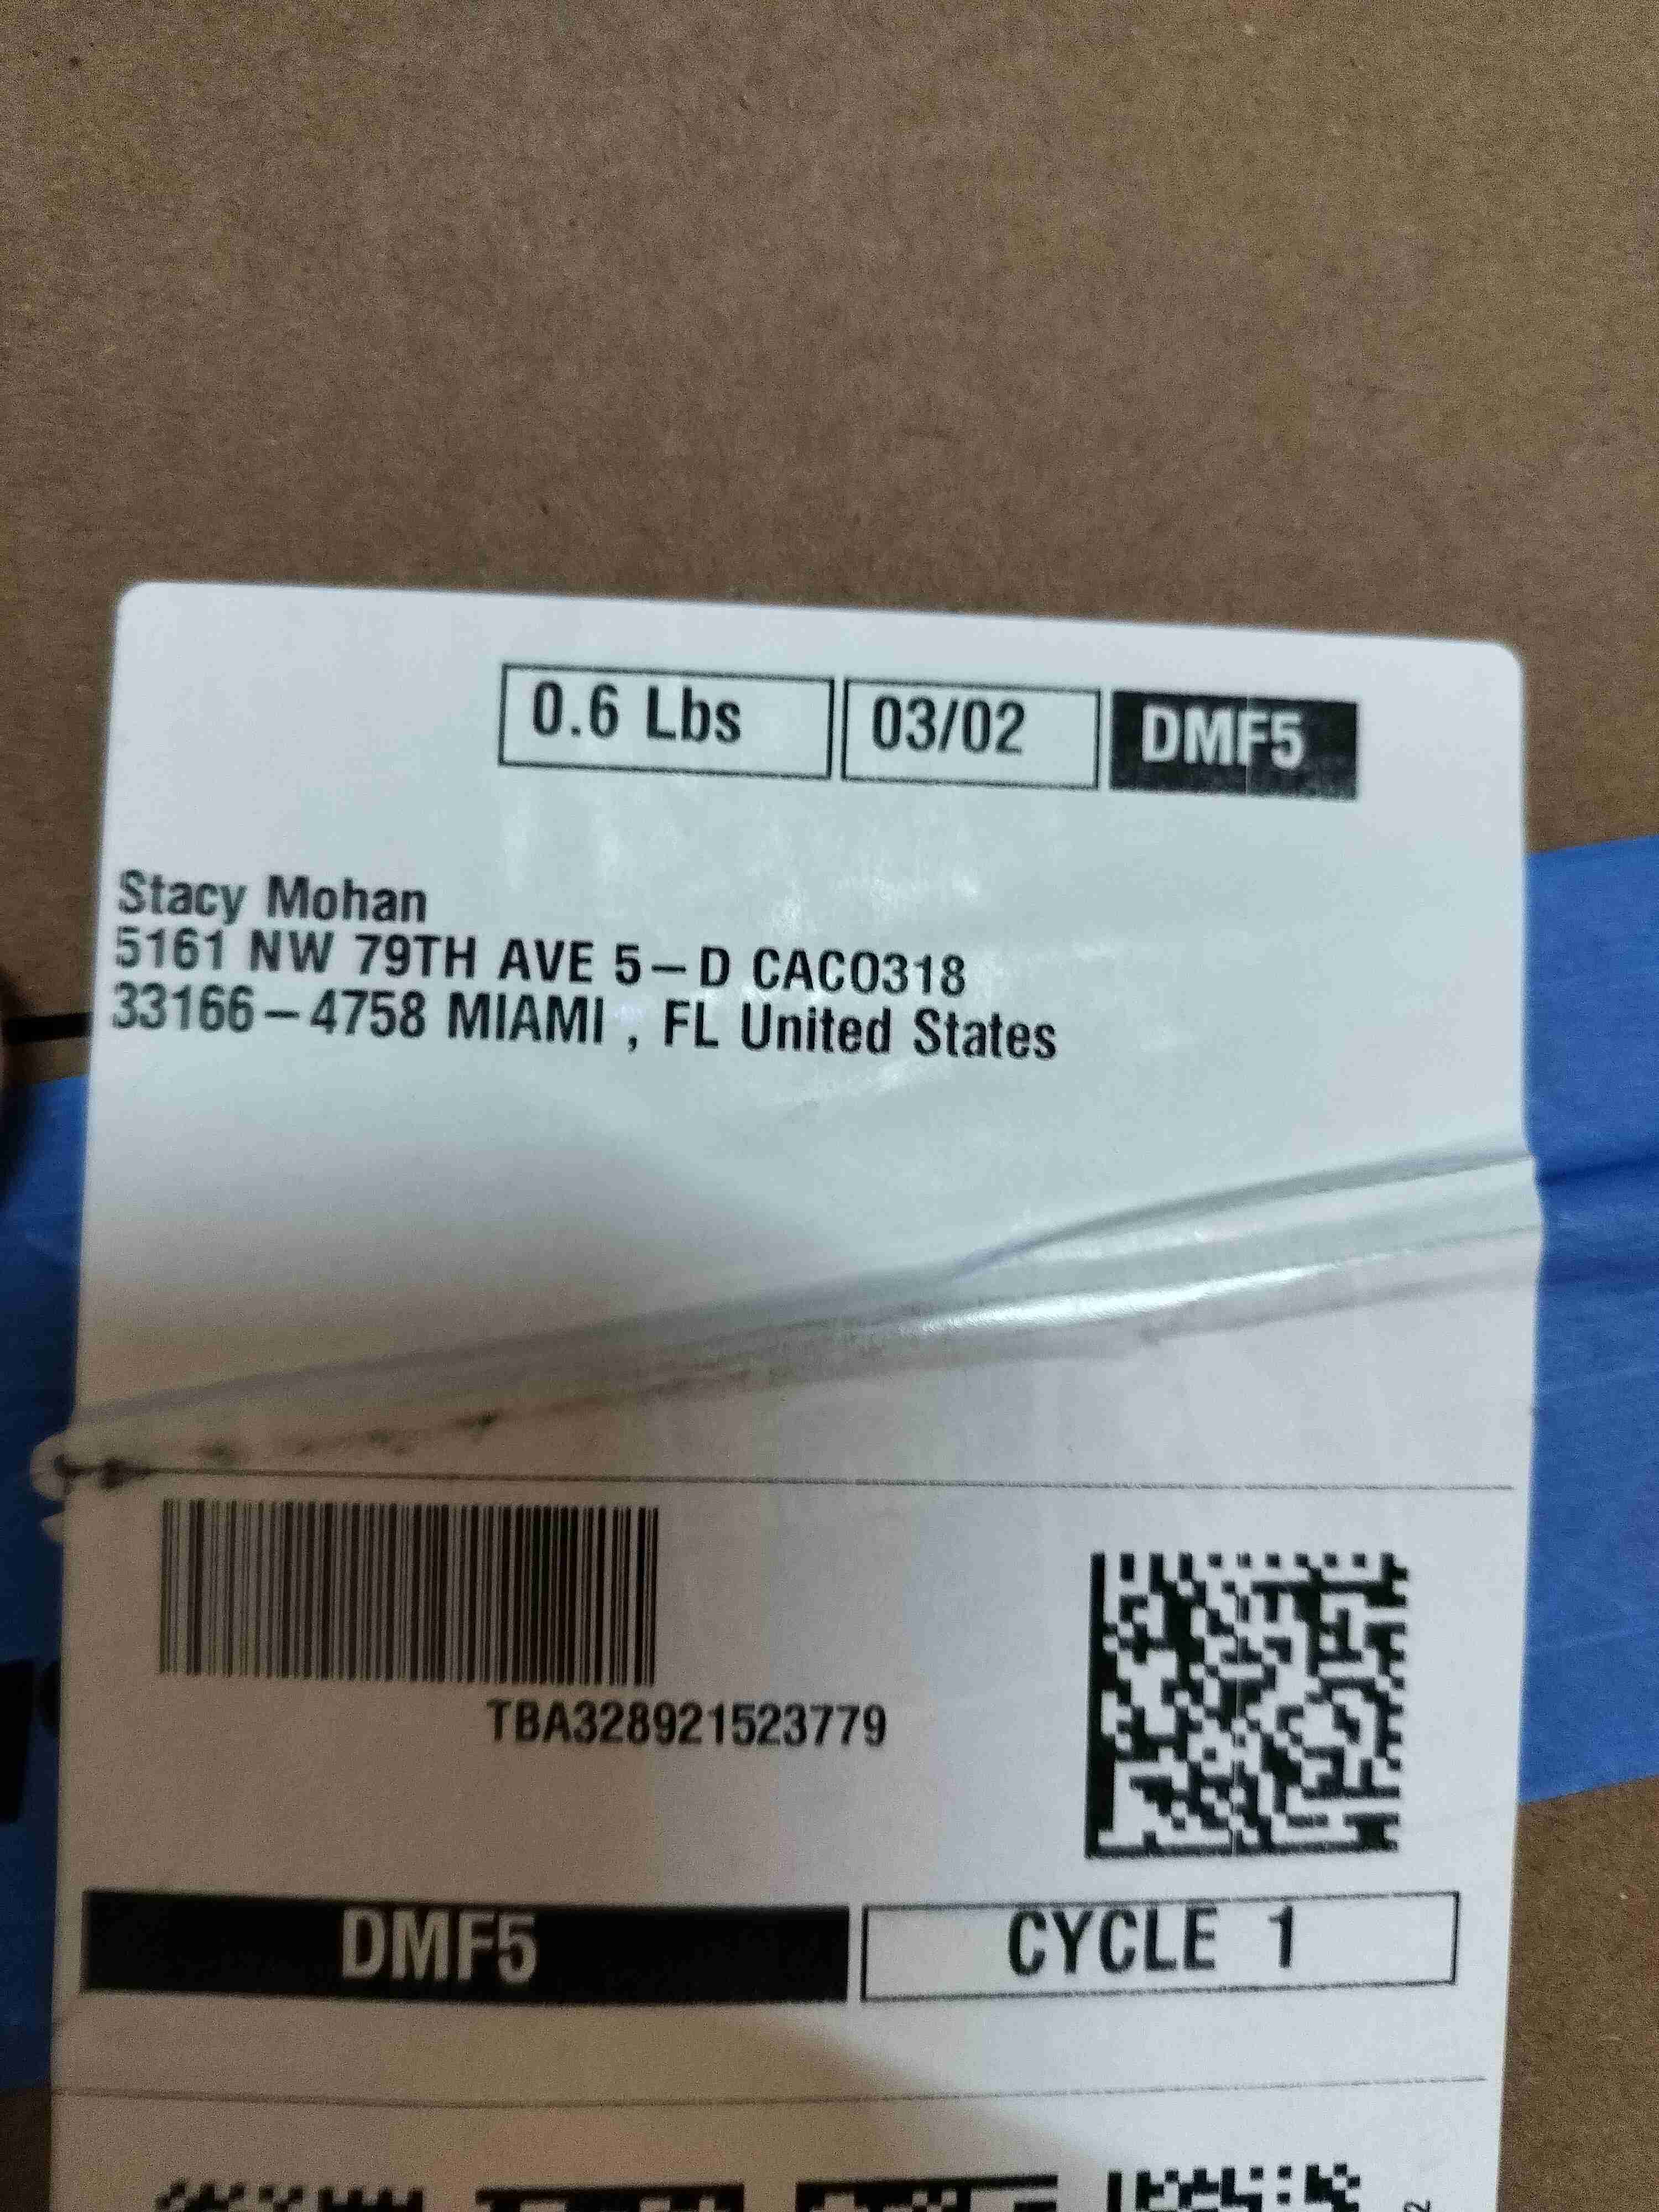 0.6 Lbs 03/02 DMF5
Stacy Mohan
5161 NW 79TH AVE 5-D CACO318
33166-4758 MIAMI , FL United States
TBA328921523779
DMF5 CYCLE 1